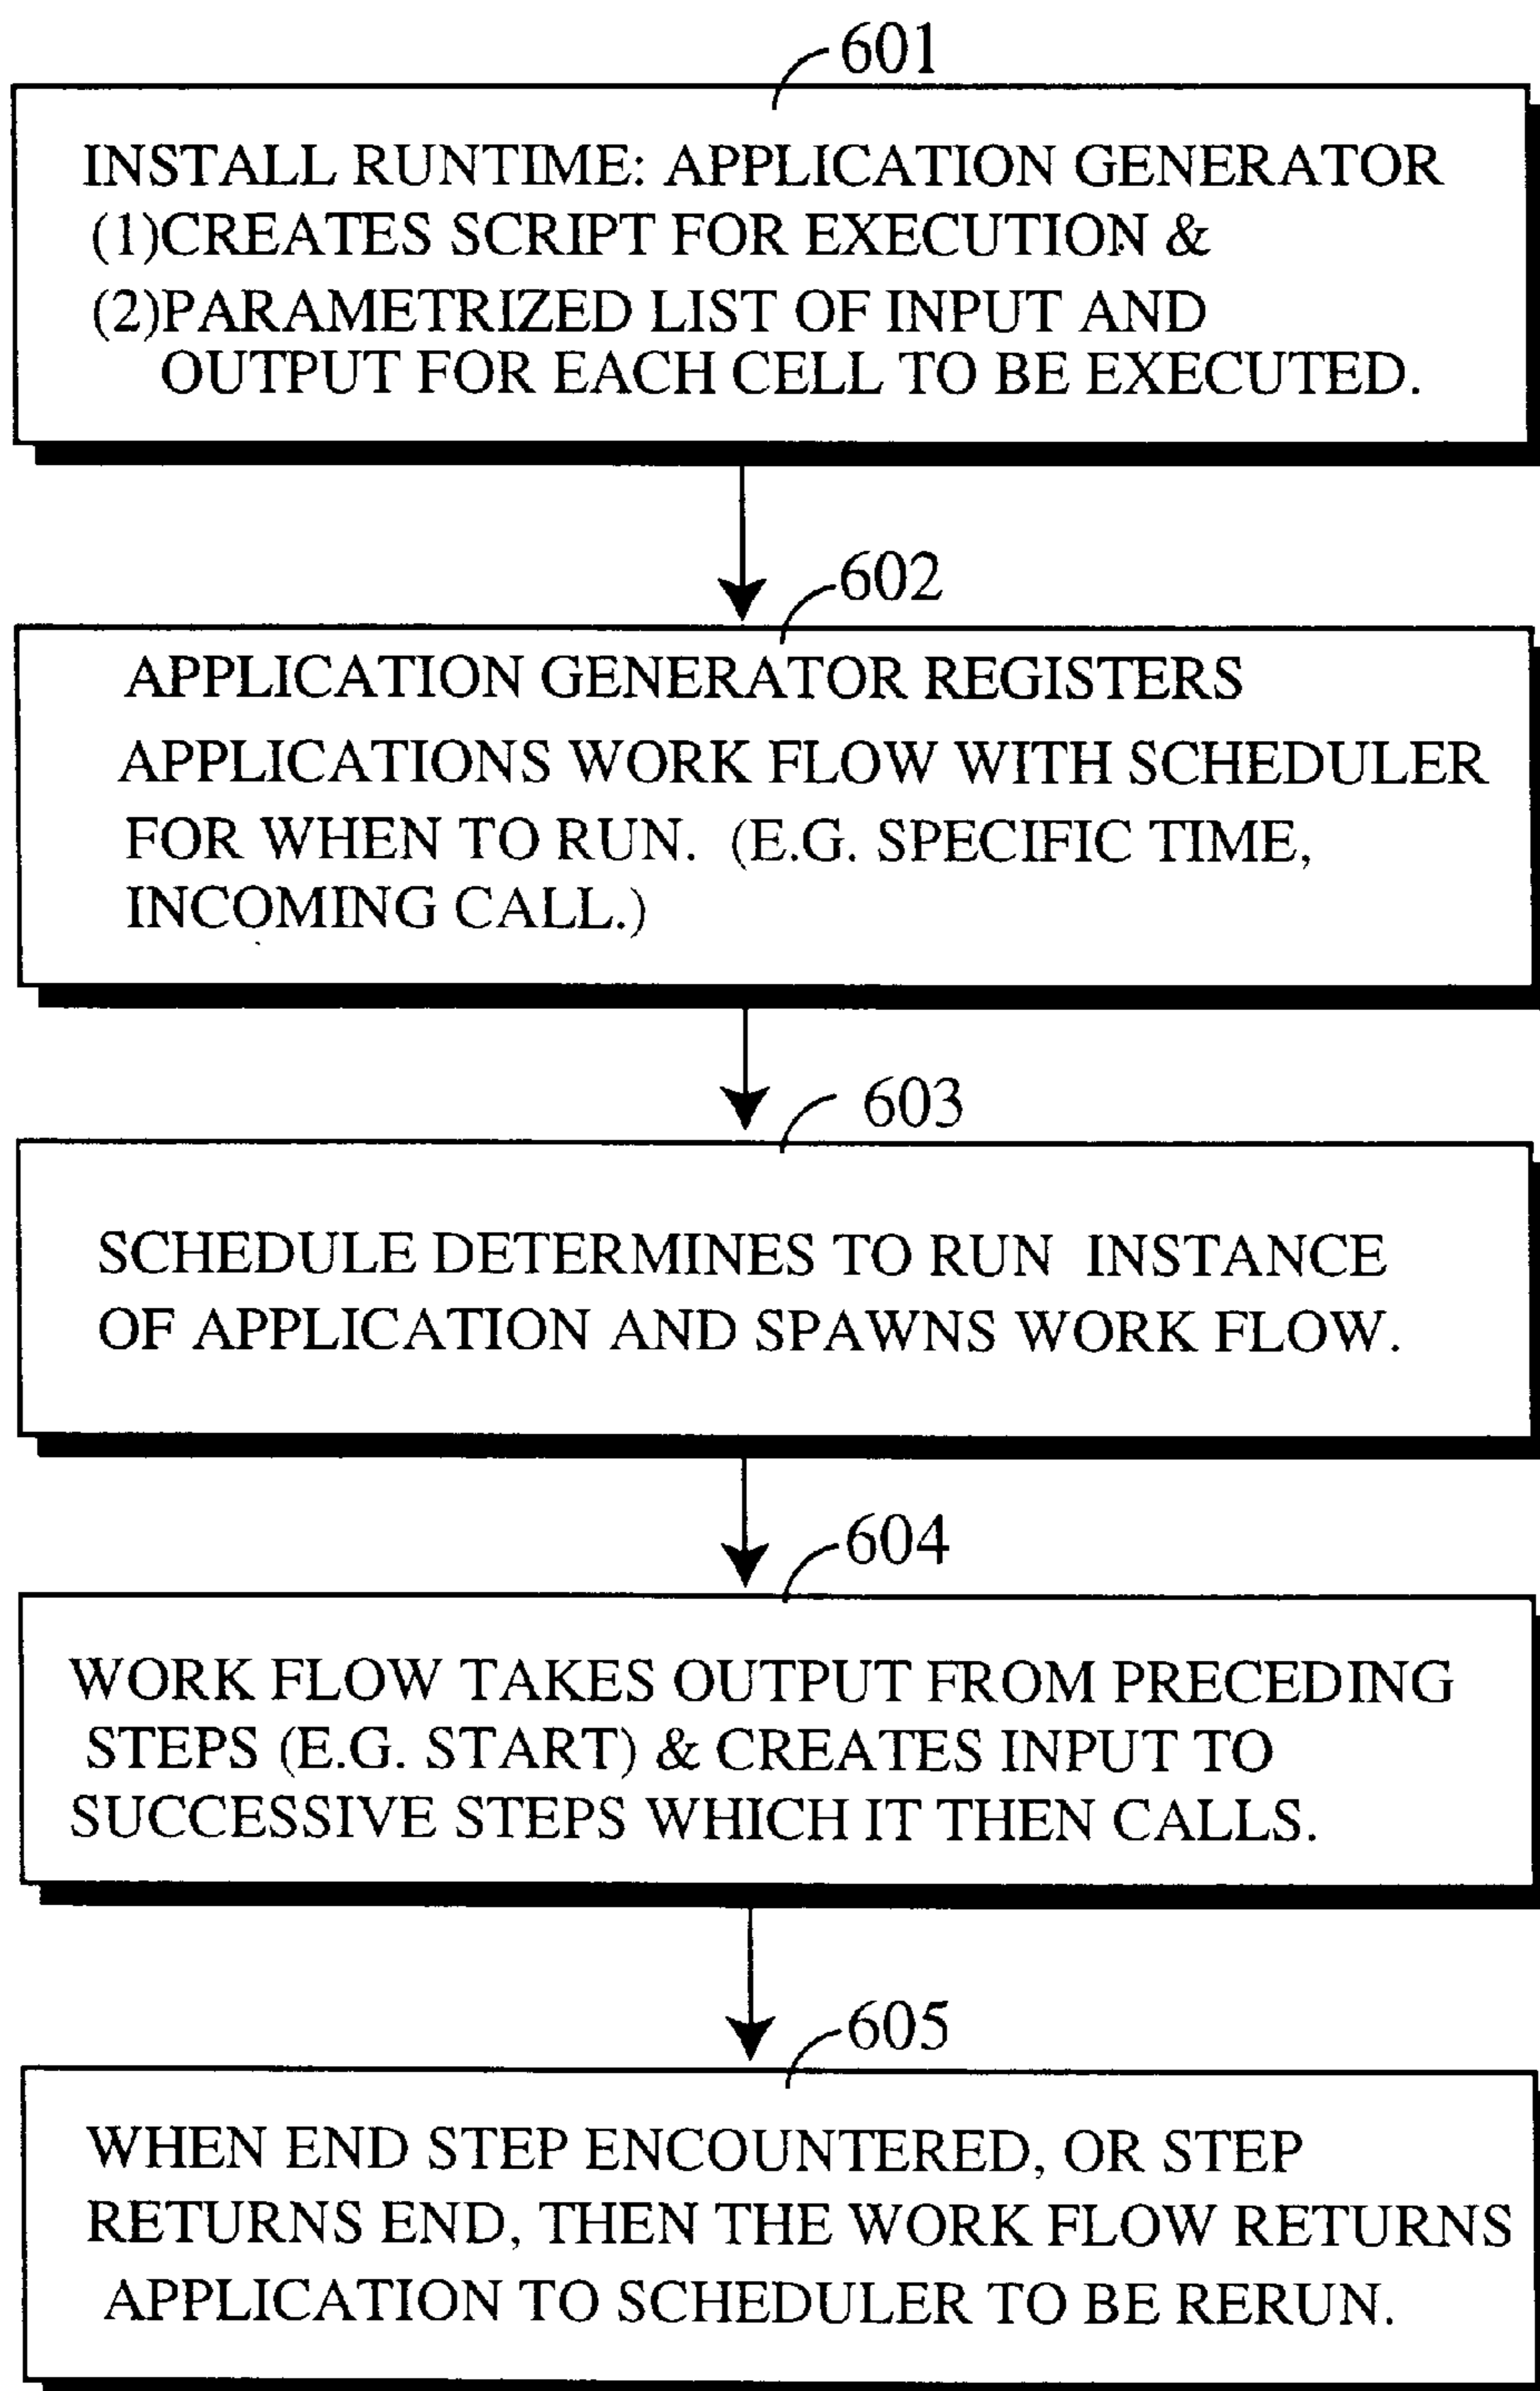 601
INSTALL RUNTIME: APPLICATION GENERATOR
(1)CREATES SCRIPT FOR EXECUTION &
(2)PARAMETRIZED LIST OF INPUT AND
OUTPUT FOR EACH CELL TO BE EXECUTED.
602
APPLICATION GENERATOR REGISTERS
APPLICATIONS WORK FLOW WITH SCHEDULER
FOR WHEN TO RUN. (E.G. SPECIFIC TIME,
INCOMING CALL.)
603
SCHEDULE DETERMINES TO RUN INSTANCE
OF APPLICATION AND SPAWNS WORK FLOW.
604
WORK FLOW TAKES OUTPUT FROM PRECEDING
STEPS (E.G. START) & CREATES INPUT TO
SUCCESSIVE STEPS WHICH IT THEN CALLS.
605
WHEN END STEP ENCOUNTERED, OR STEP
RETURNS END, THEN THE WORK FLOW RETURNS
APPLICATION TO SCHEDULER TO BE RERUN.